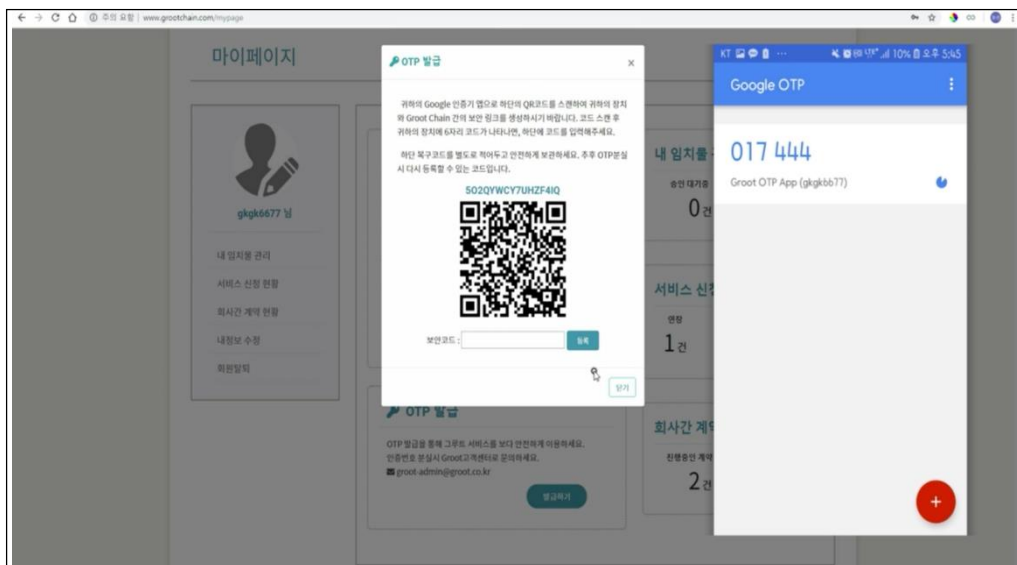 주의 요함 | www.grootchain.com/mypage
마이페이지
gkgk6677 님
내 임치물 관리
서비스 신청 현황
회사간 계약 현황
내정보 수정
회원탈퇴
OTP 발급 ×
귀하의 Google 인증기 앱으로 하단의 QR코드를 스캔하여 귀하의 장치
와 Groot Chain 간의 보안 링크를 생성하시기 바랍니다. 코드 스캔 후
귀하의 장치에 6자리 코드가 나타나면, 하단에 코드를 입력해주세요.
하단 복구코드를 별도로 적어두고 안전하게 보관하세요. 추후 OTP분실
시 다시 등록할 수 있는 코드입니다.
5O2QYWCY7UHZF4IQ
보안코드 :
등록
닫기
OTP 발급
OTP 발급을 통해 그루트 서비스를 보다 안전하게 이용하세요.
인증번호 분실시 Groot고객센터로 문의하세요.
groot-admin@groot.co.kr
발급하기
내 임치물
승인 대기중
0건
서비스 신청
연장
1건
회사간 계약
진행중인 계약
2건
KT ... 10% 오후 5:45
Google OTP
017 444
Groot OTP App (gkgk6677)
+